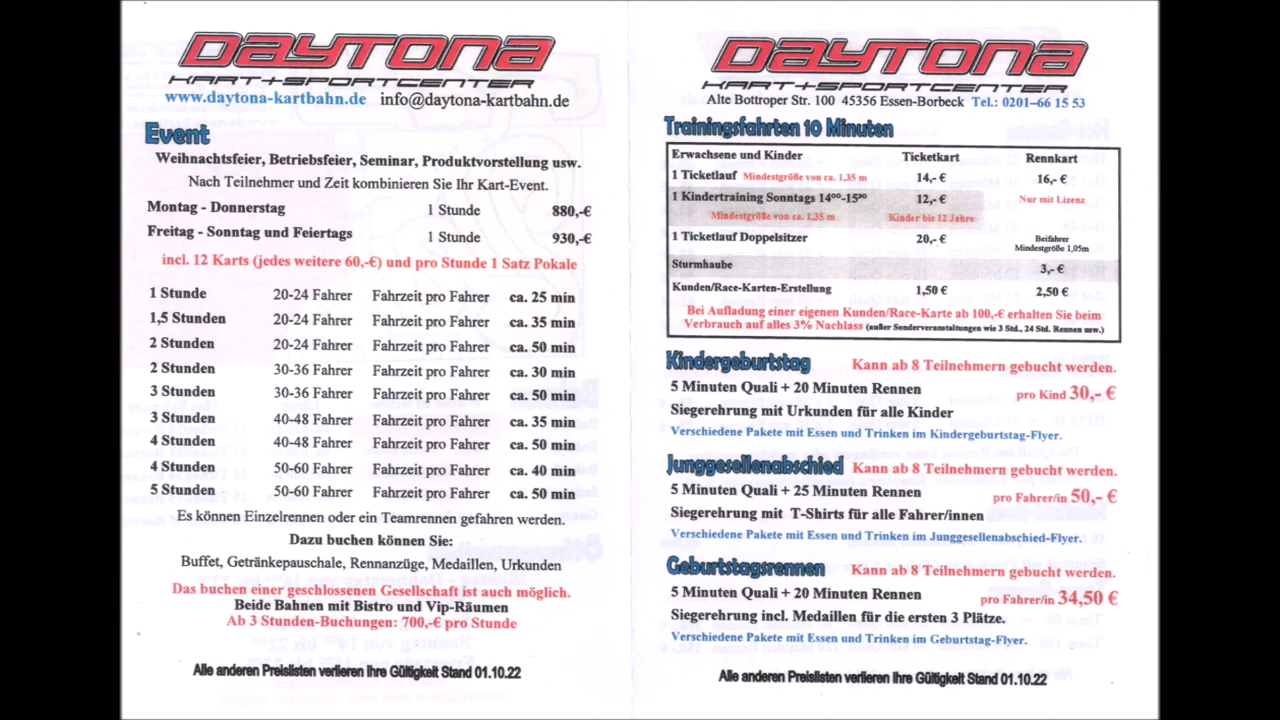 DAYTONA
KART+SPORTCENTER
www.daytona-kartbahn.de info@daytona-kartbahn.de
Event
Weihnachtsfeier, Betriebsfeier, Seminar, Produktvorstellung usw.
Nach Teilnehmer und Zeit kombinieren Sie Ihr Kart-Event.
Montag - Donnerstag 1 Stunde 880,-€
Freitag - Sonntag und Feiertags 1 Stunde 930,-€
incl. 12 Karts (jedes weitere 60,-€) und pro Stunde 1 Satz Pokale
1 Stunde 20-24 Fahrer Fahrzeit pro Fahrer ca. 25 min
1,5 Stunden 20-24 Fahrer Fahrzeit pro Fahrer ca. 35 min
2 Stunden 20-24 Fahrer Fahrzeit pro Fahrer ca. 50 min
2 Stunden 30-36 Fahrer Fahrzeit pro Fahrer ca. 30 min
3 Stunden 30-36 Fahrer Fahrzeit pro Fahrer ca. 50 min
3 Stunden 40-48 Fahrer Fahrzeit pro Fahrer ca. 35 min
4 Stunden 40-48 Fahrer Fahrzeit pro Fahrer ca. 50 min
4 Stunden 50-60 Fahrer Fahrzeit pro Fahrer ca. 40 min
5 Stunden 50-60 Fahrer Fahrzeit pro Fahrer ca. 50 min
Es können Einzelrennen oder ein Teamrennen gefahren werden.
Dazu buchen können Sie:
Buffet, Getränkepauschale, Rennanzüge, Medaillen, Urkunden
Das buchen einer geschlossenen Gesellschaft ist auch möglich.
Beide Bahnen mit Bistro und Vip-Räumen
Ab 3 Stunden-Buchungen: 700,-€ pro Stunde
Alle anderen Preislisten verlieren ihre Gültigkeit Stand 01.10.22
DAYTONA
KART+SPORTCENTER
Alte Bottroper Str. 100 45356 Essen-Borbeck Tel.: 0201–66 15 53
Trainingsfahrten 10 Minuten
Erwachsene und Kinder Ticketkart Rennkart
1 Ticketlauf Mindestgröße von ca. 1,35 m 14,- € 16,- €
1 Kindertraining Sonntags 14⁰⁰-15³⁰ 12,- € Nur mit Lizenz
Mindestgröße von ca. 1,35 m Kinder bis 12 Jahre
1 Ticketlauf Doppelsitzer 20,- € Beifahrer
Mindestgröße 1,05m
Sturmhaube 3,- €
Kunden/Race-Karten-Erstellung 1,50 € 2,50 €
Bei Aufladung einer eigenen Kunden/Race-Karte ab 100,-€ erhalten Sie beim
Verbrauch auf alles 3% Nachlass (außer Sonderveranstaltungen wie 3 Std., 24 Std. Rennen usw.)
Kindergeburtstag Kann ab 8 Teilnehmern gebucht werden.
5 Minuten Quali + 20 Minuten Rennen pro Kind 30,- €
Siegerehrung mit Urkunden für alle Kinder
Verschiedene Pakete mit Essen und Trinken im Kindergeburtstag-Flyer.
Junggesellenabschied Kann ab 8 Teilnehmern gebucht werden.
5 Minuten Quali + 25 Minuten Rennen pro Fahrer/in 50,- €
Siegerehrung mit T-Shirts für alle Fahrer/innen
Verschiedene Pakete mit Essen und Trinken im Junggesellenabschied-Flyer.
Geburtstagsrennen Kann ab 8 Teilnehmern gebucht werden.
5 Minuten Quali + 20 Minuten Rennen pro Fahrer/in 34,50 €
Siegerehrung incl. Medaillen für die ersten 3 Plätze.
Verschiedene Pakete mit Essen und Trinken im Geburtstag-Flyer.
Alle anderen Preislisten verlieren ihre Gültigkeit Stand 01.10.22